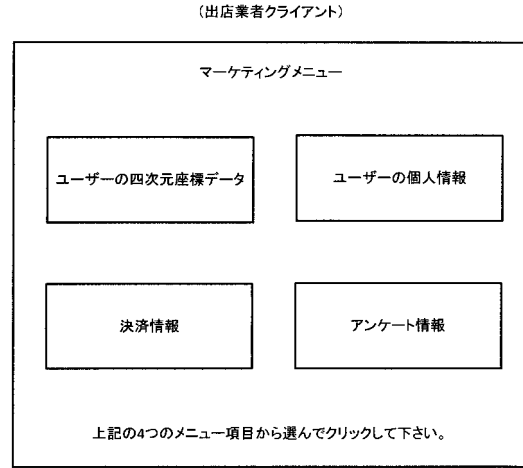 (出店業者クライアント)
マーケティングメニュー
ユーザーの四次元座標データ
ユーザーの個人情報
決済情報
アンケート情報
上記の4つのメニュー項目から選んでクリックして下さい。